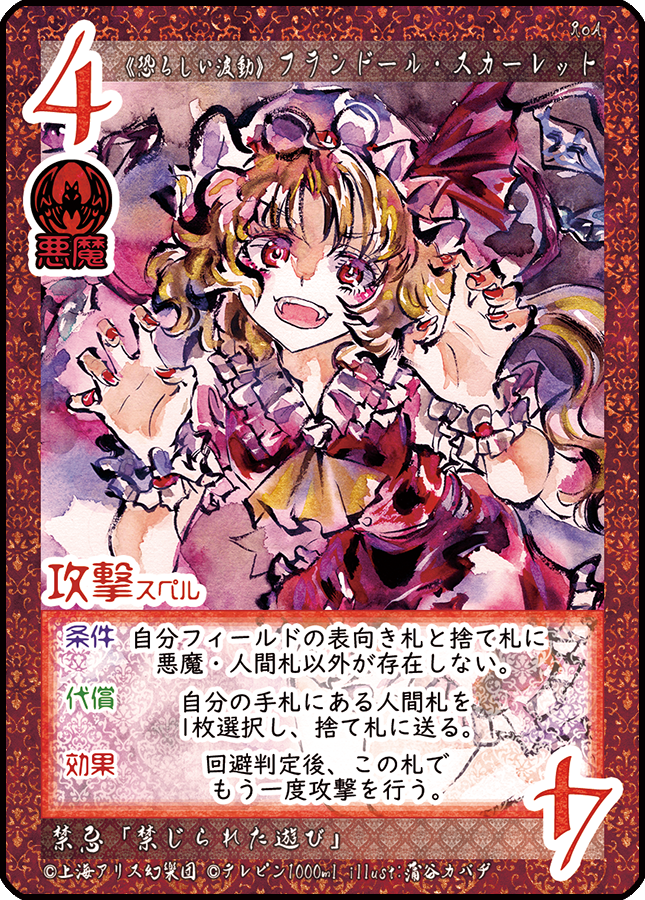 R.o.A
4
《恐ろしい波動》フランドール・スカーレット
悪魔
攻撃スペル
条件 自分フィールドの表向き札と捨て札に
悪魔・人間札以外が存在しない。
代償 自分の手札にある人間札を
1枚選択し、捨て札に送る。
効果 回避判定後、この札で
もう一度攻撃を行う。
4
禁忌「禁じられた遊び」
©上海アリス幻樂団 ©テレピン1000ml illust:蒲谷カバヂ